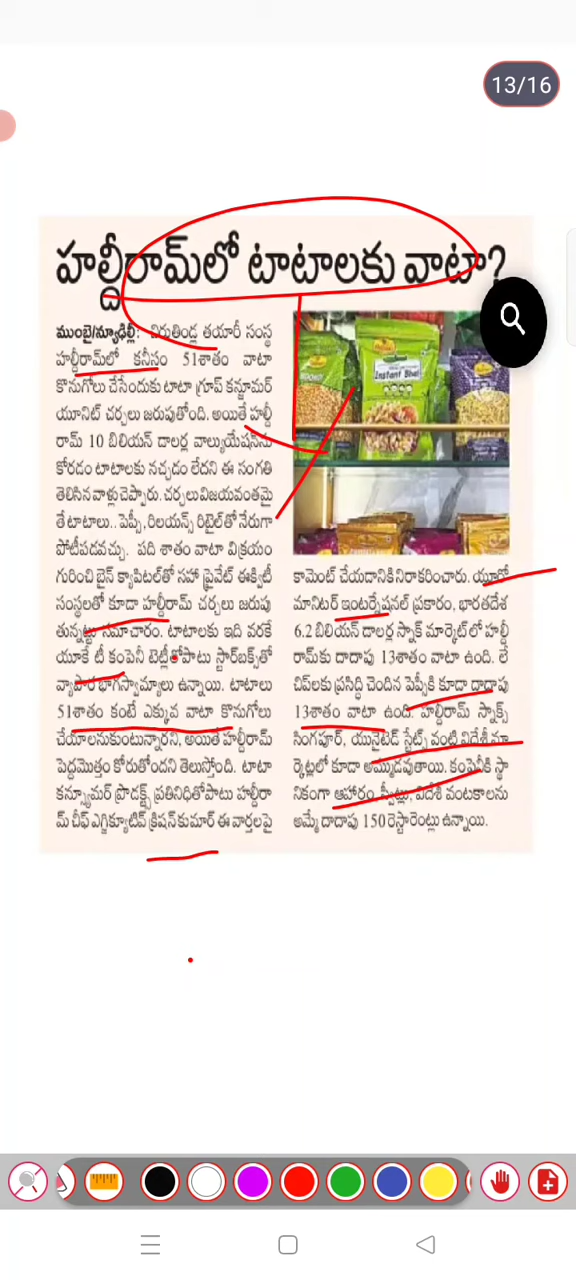 13/16
హల్దీరామ్‌లో టాటాలకు వాటా?
ముంబై/న్యూఢిల్లీ: చిరుతిండ్ల తయారీ సంస్థ
హల్దీరామ్‌లో కనీసం 51శాతం వాటా
కొనుగోలు చేసేందుకు టాటా గ్రూప్ కన్జూమర్
యూనిట్ చర్చలు జరుపుతోంది. అయితే హల్దీ
రామ్ 10 బిలియన్ డాలర్ల వాల్యుయేషన్‌ను
కోరడం టాటాలకు నచ్చడం లేదని ఈ సంగతి
తెలిసినవాళ్లుచెప్పారు. చర్చలువిజయవంతమై
తేటాటాలు.. పెప్సీ,రిలయన్స్ రిటైల్‌తో నేరుగా
పోటీపడవచ్చు. పది శాతం వాటా విక్రయం
గురించి బైన్ క్యాపిటల్‌తో సహా ప్రైవేట్ ఈక్విటీ
సంస్థలతో కూడా హల్దీరామ్ చర్చలు జరుపు
తున్నట్టు సమాచారం. టాటాలకు ఇది వరకే
యూకే టీ కంపెనీ టెట్లీతోపాటు స్టార్‌బక్స్‌తో
వ్యాపార భాగస్వామ్యాలు ఉన్నాయి. టాటాలు
51శాతం కంటే ఎక్కువ వాటా కొనుగోలు
చేయాలనుకుంటున్నారని, అయితే హల్దీరామ్
పెద్దమొత్తం కోరుతోందని తెలుస్తోంది. టాటా
కన్స్యూమర్ ప్రొడక్ట్స్ ప్రతినిధితోపాటు హల్దీరా
మ్ చీఫ్ ఎగ్జిక్యూటివ్ క్రిషన్‌కుమార్ ఈ వార్తలపై
Instant Bhel
కామెంట్ చేయడానికి నిరాకరించారు. యూరో
మానిటర్ ఇంటర్నేషనల్ ప్రకారం, భారతదేశ
6.2 బిలియన్ డాలర్ల స్నాక్ మార్కెట్‌లో హల్దీ
రామ్‌కు దాదాపు 13శాతం వాటా ఉంది. లే
చిప్‌లకు ప్రసిద్ధి చెందిన పెప్సీకి కూడా దాదాపు
13శాతం వాటా ఉంది. హల్దీరామ్ స్నాక్స్
సింగపూర్, యునైటెడ్ స్టేట్స్ వంటి విదేశీమా
ర్కెట్లలో కూడా అమ్ముడవుతాయి. కంపెనీకి స్థా
నికంగా ఆహారం, స్వీట్లు, విదేశీ వంటకాలను
అమ్మే దాదాపు 150 రెస్టారెంట్లు ఉన్నాయి.